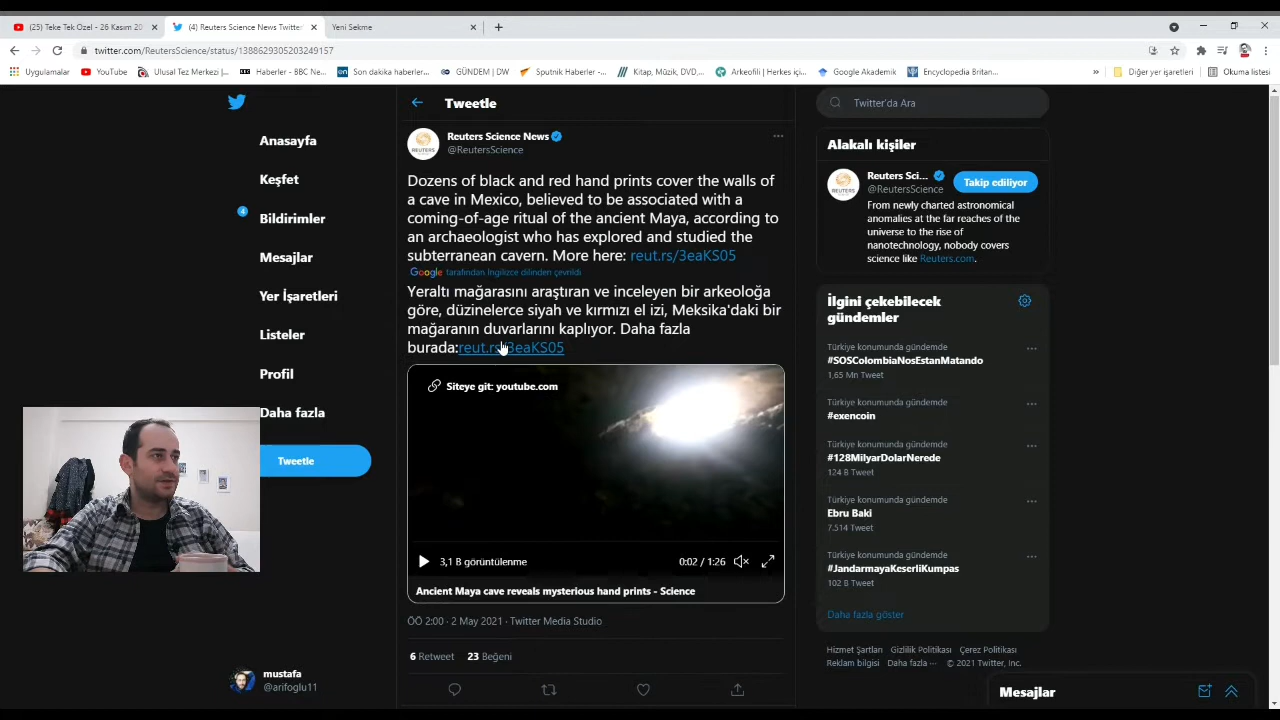 (25) Teke Tek Özel - 26 Kasım 20
(4) Reuters Science News Twitter
Yeni Sekme
twitter.com/ReutersScience/status/1388629305203249157
Uygulamalar
YouTube
Ulusal Tez Merkezi |...
Haberler - BBC Ne...
Son dakika haberler...
GÜNDEM | DW
Sputnik Haberler -...
Kitap, Müzik, DVD,...
Arkeofili | Herkes içi...
Google Akademik
Encyclopedia Britan...
»
Diğer yer işaretleri
Okuma listesi
Anasayfa
Keşfet
4
Bildirimler
Mesajlar
Yer İşaretleri
Listeler
Profil
Daha fazla
Tweetle
mustafa
@arifoglu11
Tweetle
Reuters Science News
@ReutersScience
REUTERS
Dozens of black and red hand prints cover the walls of
a cave in Mexico, believed to be associated with a
coming-of-age ritual of the ancient Maya, according to
an archaeologist who has explored and studied the
subterranean cavern. More here: reut.rs/3eaKS05
Google tarafından İngilizce dilinden çevrildi
Yeraltı mağarasını araştıran ve inceleyen bir arkeoloğa
göre, düzinelerce siyah ve kırmızı el izi, Meksika'daki bir
mağaranın duvarlarını kaplıyor. Daha fazla
burada:reut.rs/3eaKS05
Siteye git: youtube.com
3,1 B görüntülenme
0:02 / 1:26
Ancient Maya cave reveals mysterious hand prints - Science
ÖÖ 2:00 · 2 May 2021 · Twitter Media Studio
6 Retweet 23 Beğeni
Twitter'da Ara
Alakalı kişiler
REUTERS
Reuters Sci...
@ReutersScience
Takip ediliyor
From newly charted astronomical
anomalies at the far reaches of the
universe to the rise of
nanotechnology, nobody covers
science like Reuters.com.
İlgini çekebilecek
gündemler
Türkiye konumunda gündemde
#SOSColombiaNosEstanMatando
1,65 Mn Tweet
Türkiye konumunda gündemde
#exencoin
Türkiye konumunda gündemde
#128MilyarDolarNerede
124 B Tweet
Türkiye konumunda gündemde
Ebru Baki
7.514 Tweet
Türkiye konumunda gündemde
#JandarmayaKeserliKumpas
102 B Tweet
Daha fazla göster
Hizmet Şartları Gizlilik Politikası Çerez Politikası
Reklam bilgisi Daha fazla ··· © 2021 Twitter, Inc.
Mesajlar